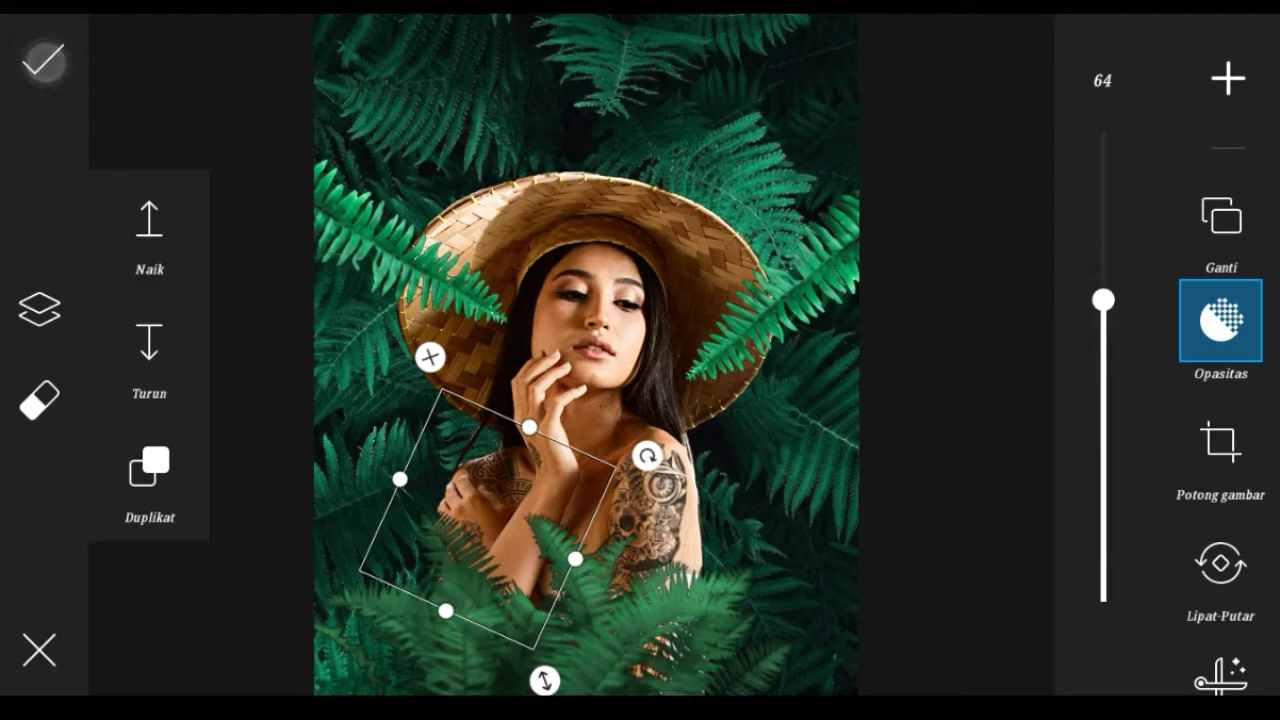 64
Naik
Ganti
Turun
Opasitas
Duplikat
Potong gambar
Lipat-Putar